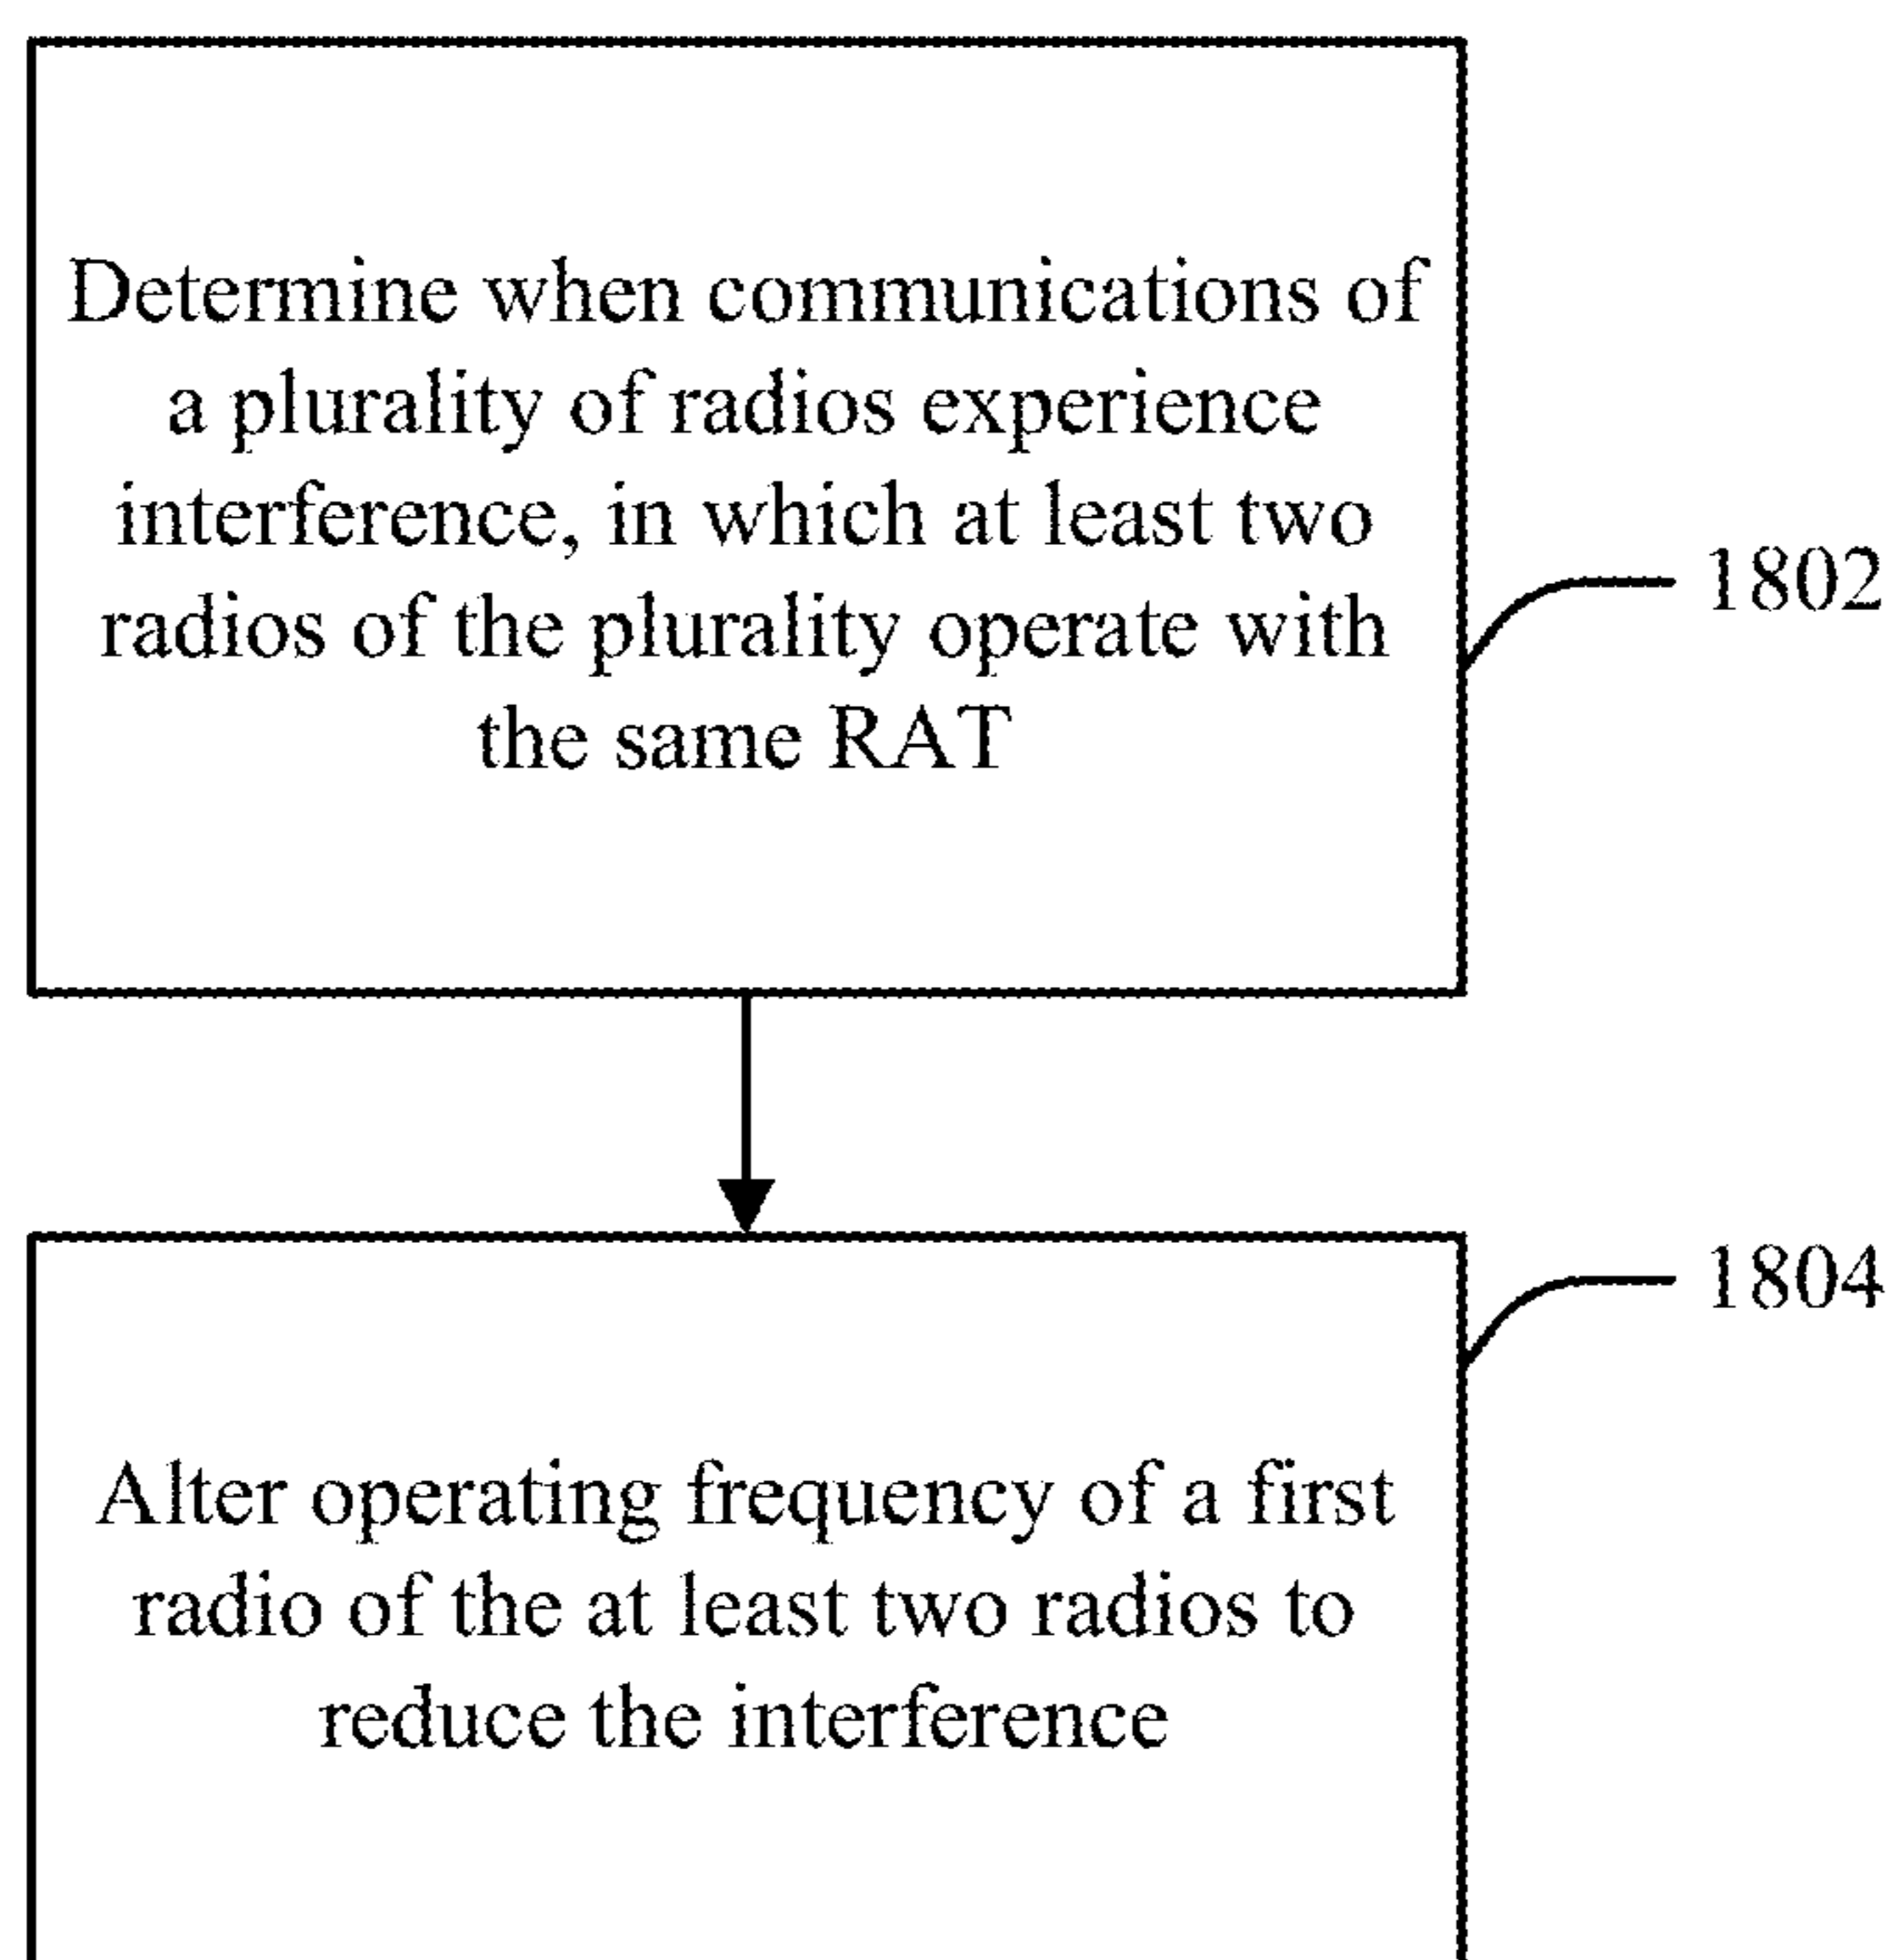 Determine when communications of
a plurality of radios experience
interference, in which at least two
radios of the plurality operate with
the same RAT
1802
1804
Alter operating frequency of a first
radio of the at least two radios to
reduce the interference